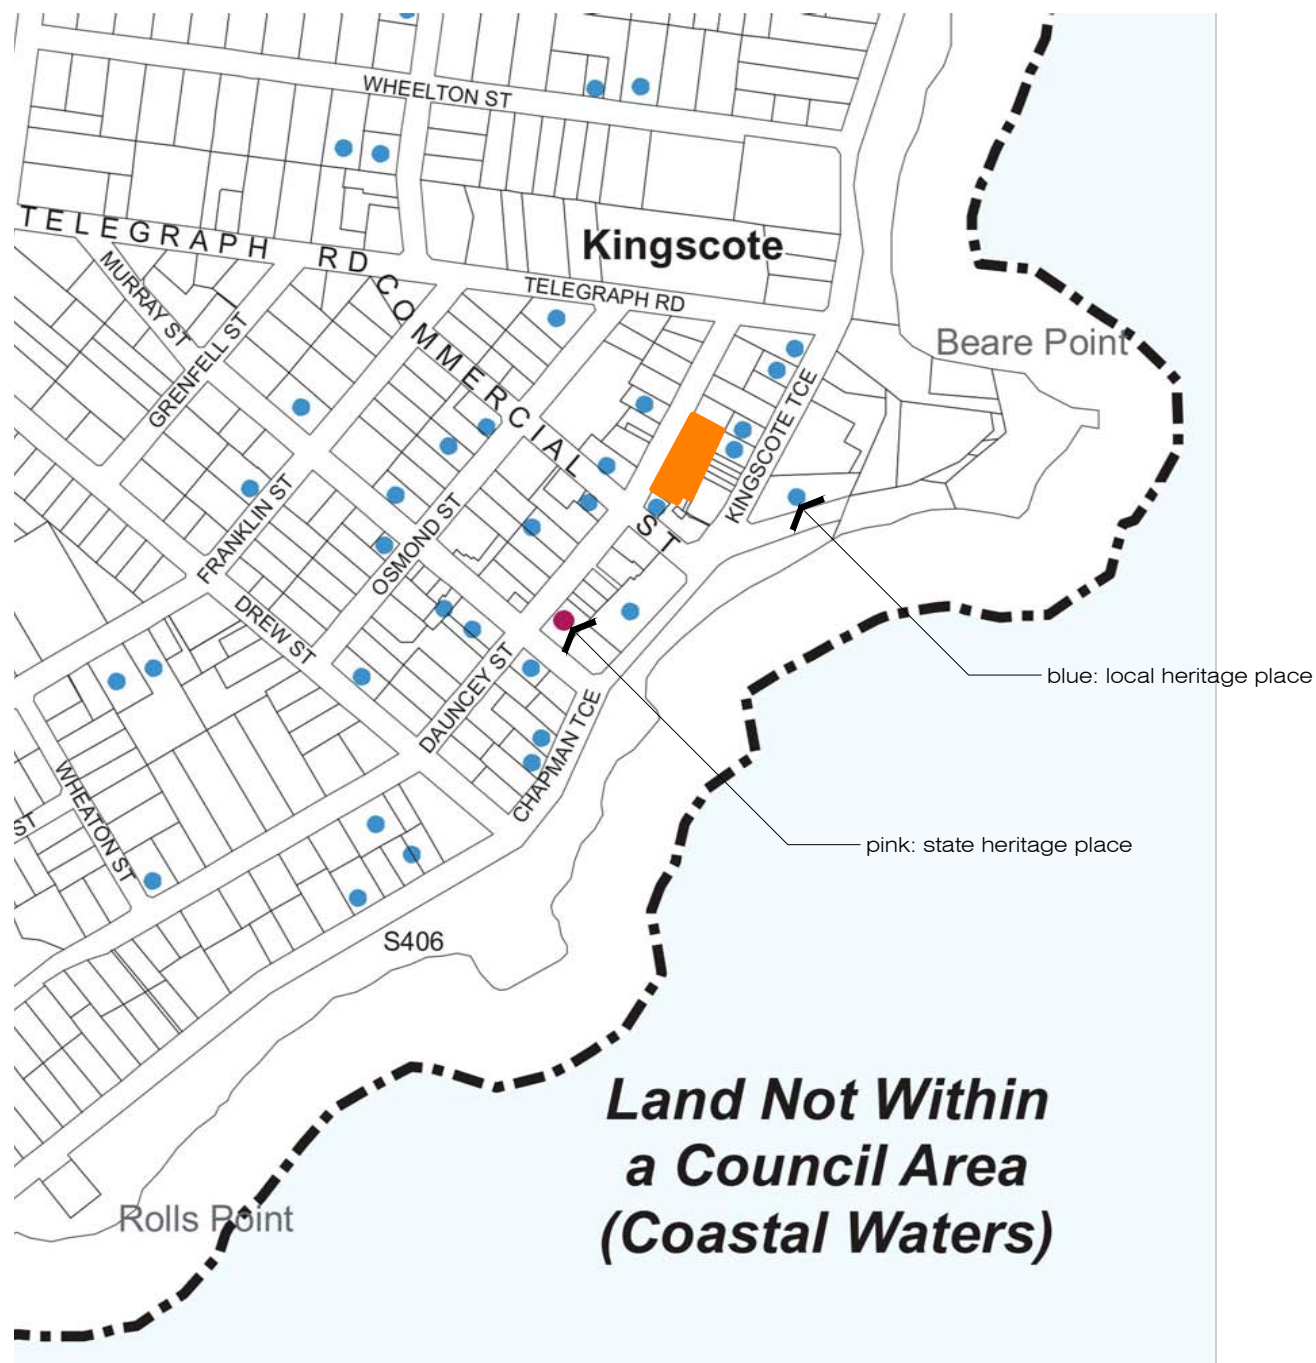 WHEELTON ST
Kingscote
TELEGRAPH RD
TELEGRAPH RD
MURRAY ST
GRENFELL ST
COMMERCIAL ST
Beare Point
KINGSCOTE TCE
FRANKLIN ST
OSMOND ST
DREW ST
DAUNCEY ST
CHAPMAN TCE
WHEATON ST
ST
blue: local heritage place
pink: state heritage place
S406
Rolls Point
Land Not Within
a Council Area
(Coastal Waters)